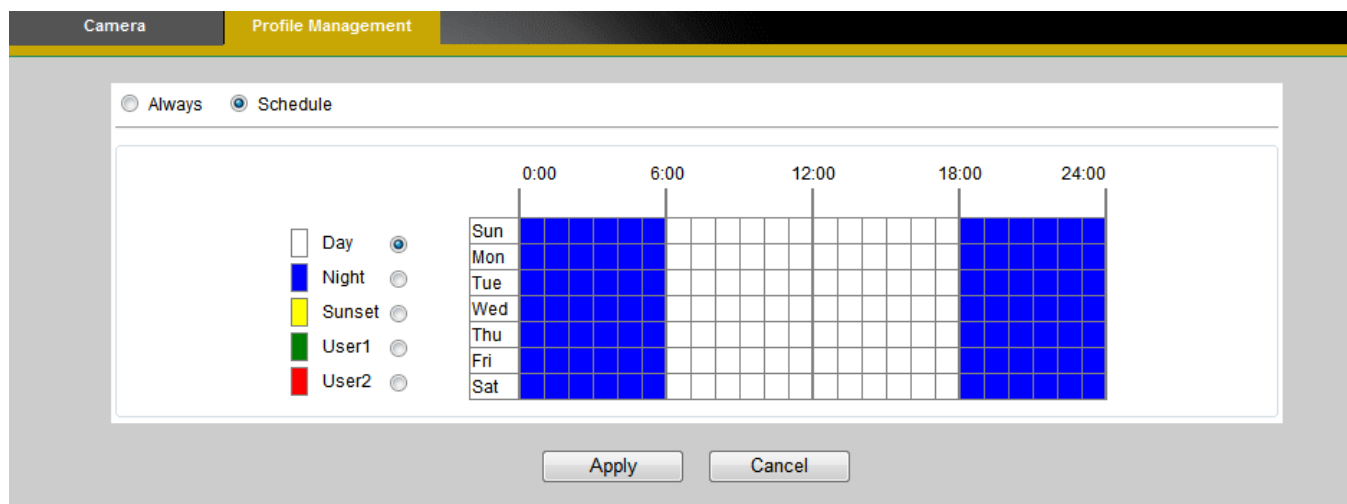 Camera Profile Management
Always Schedule
0:00 6:00 12:00 18:00 24:00
Day
Night
Sunset
User1
User2
Sun
Mon
Tue
Wed
Thu
Fri
Sat
Apply Cancel